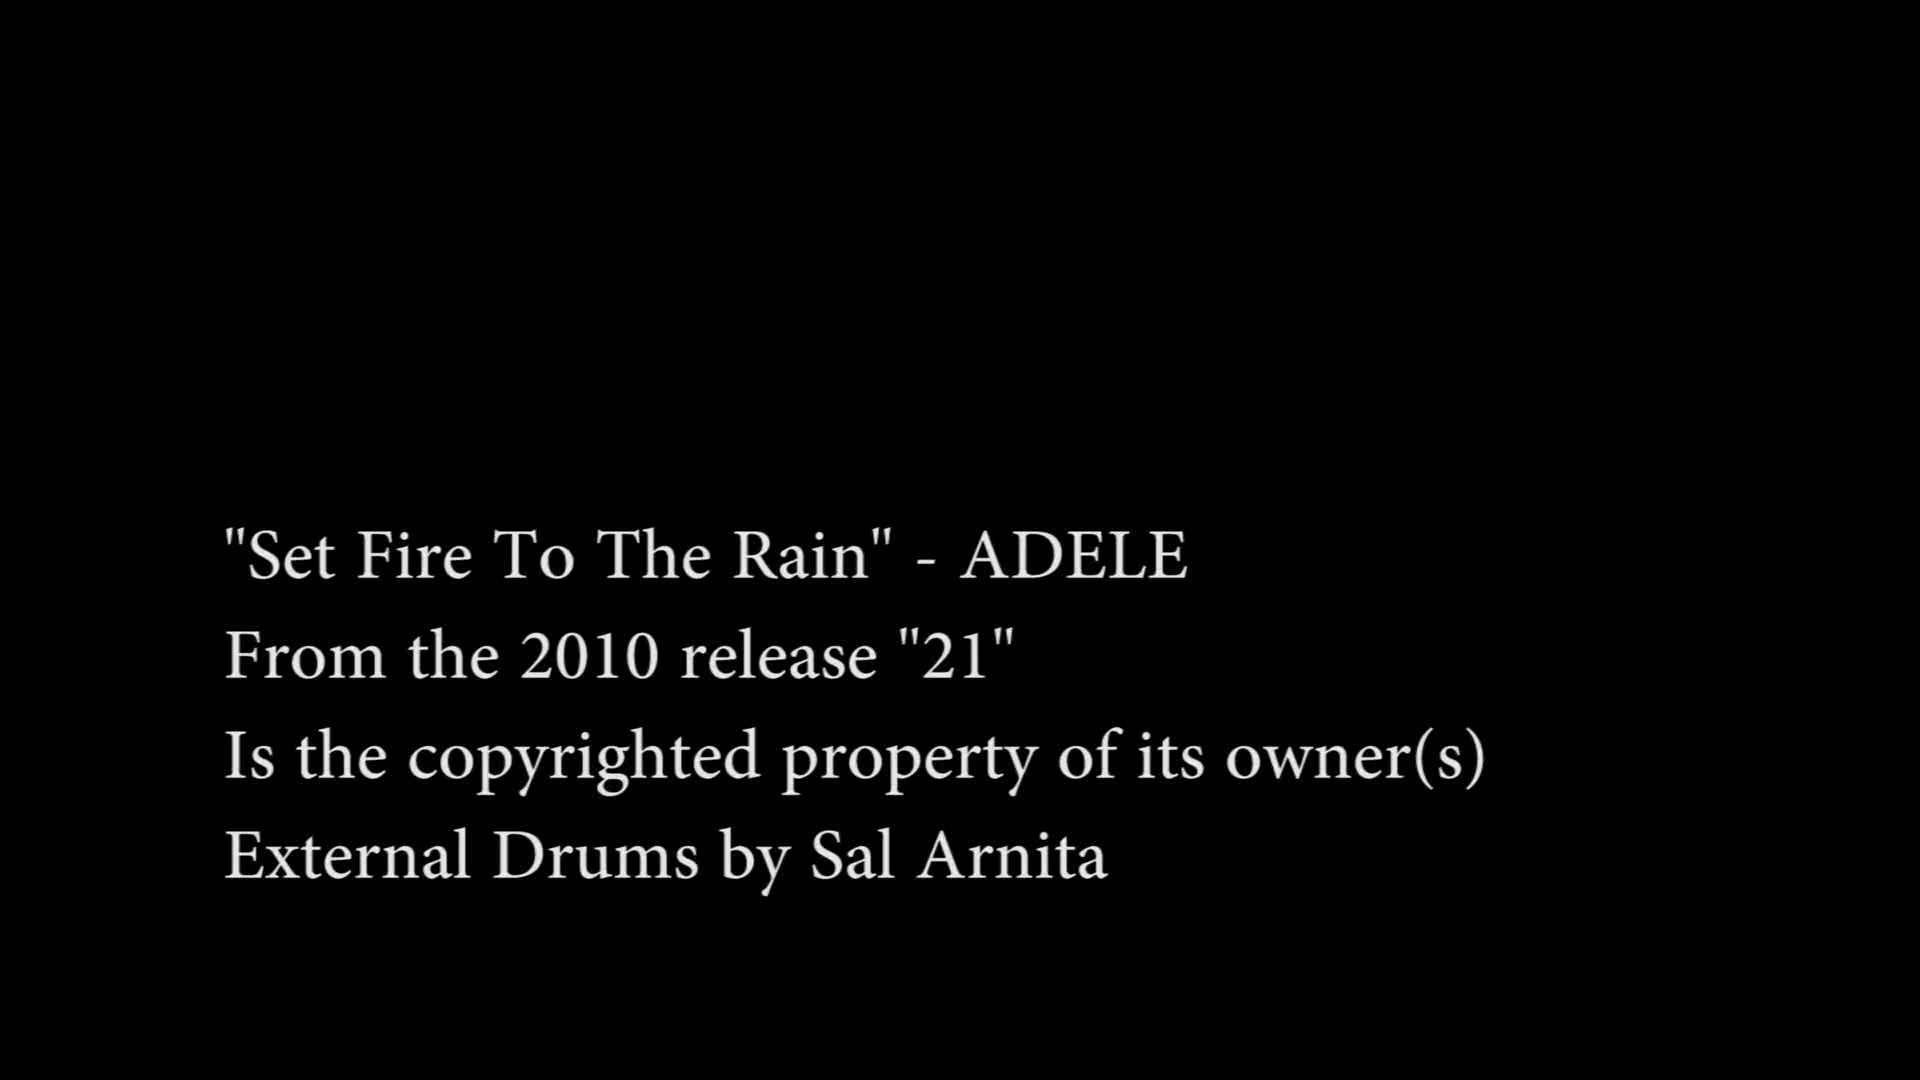 "Set Fire To The Rain" - ADELE
From the 2010 release "21"
Is the copyrighted property of its owner(s)
External Drums by Sal Arnita